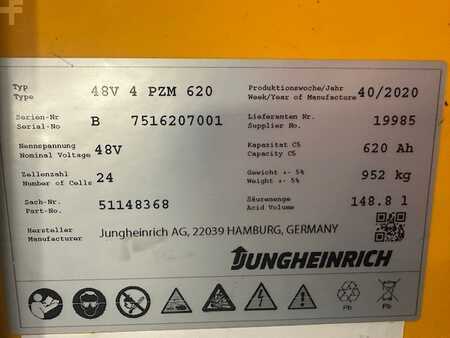 Typ
Type
48V 4 PZM 620
Produktionswoche/Jahr
Week/Year of Manufacture
40/2020
Serien-Nr
Serial-No
B 7516207001
Lieferanten Nr.
Supplier No.
19985
Nennspannung
Nominal Voltage
48V
Kapazitat C5
Capacity C5
620 Ah
Zellenzahl
Number of Cells
24
Gewicht +- 5%
Weight +- 5%
952 kg
Sach-Nr.
Part-No.
51148368
Säuremenge
Acid Volume
148.8 l
Hersteller
Manufacturer
Jungheinrich AG, 22039 HAMBURG, GERMANY
JUNGHEINRICH
Pb
Pb